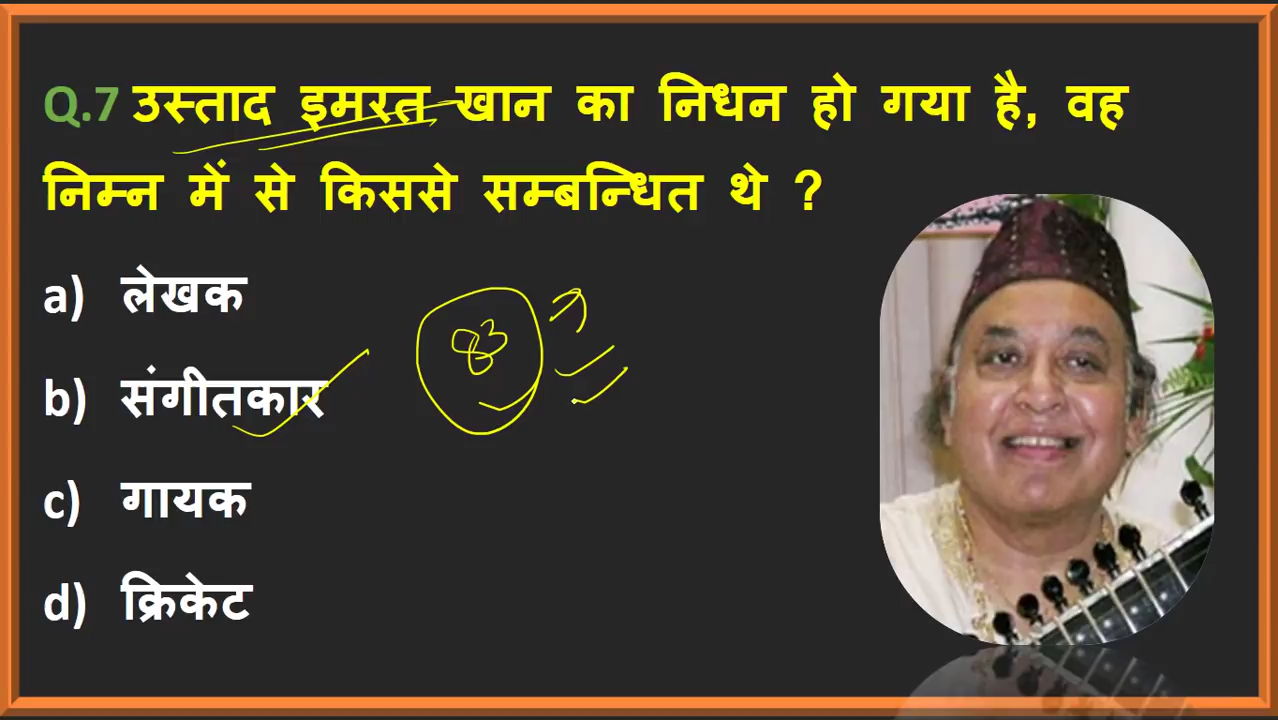 Q.7 उस्ताद इमरत खान का निधन हो गया है, वह
निम्न में से किससे सम्बन्धित थे ?
a) लेखक
b) संगीतकार
83
c) गायक
d) क्रिकेट